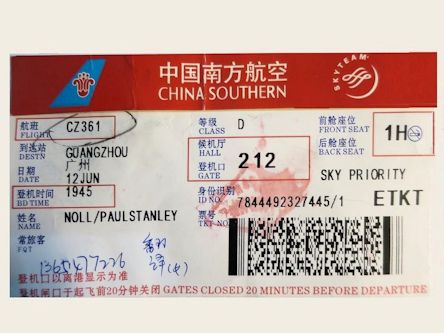 中国南方航空
CHINA SOUTHERN
SKYTEAM
航班 FLIGHT CZ361
等级 CLASS D
前舱座位 FRONT SEAT 1H
到达站 DESTN GUANGZHOU 广州
候机厅 HALL
后舱座位 BACK SEAT
日期 DATE 12JUN
登机口 GATE 212
SKY PRIORITY
登机时间 BD TIME 1945
身份识别 ID NO. 7844492327445/1
ETKT
姓名 NAME NOLL/PAULSTANLEY
票号 TKT NO.
常旅客 FQT
登机口以离港显示为准
登机闸口于起飞前20分钟关闭 GATES CLOSED 20 MINUTES BEFORE DEPARTURE